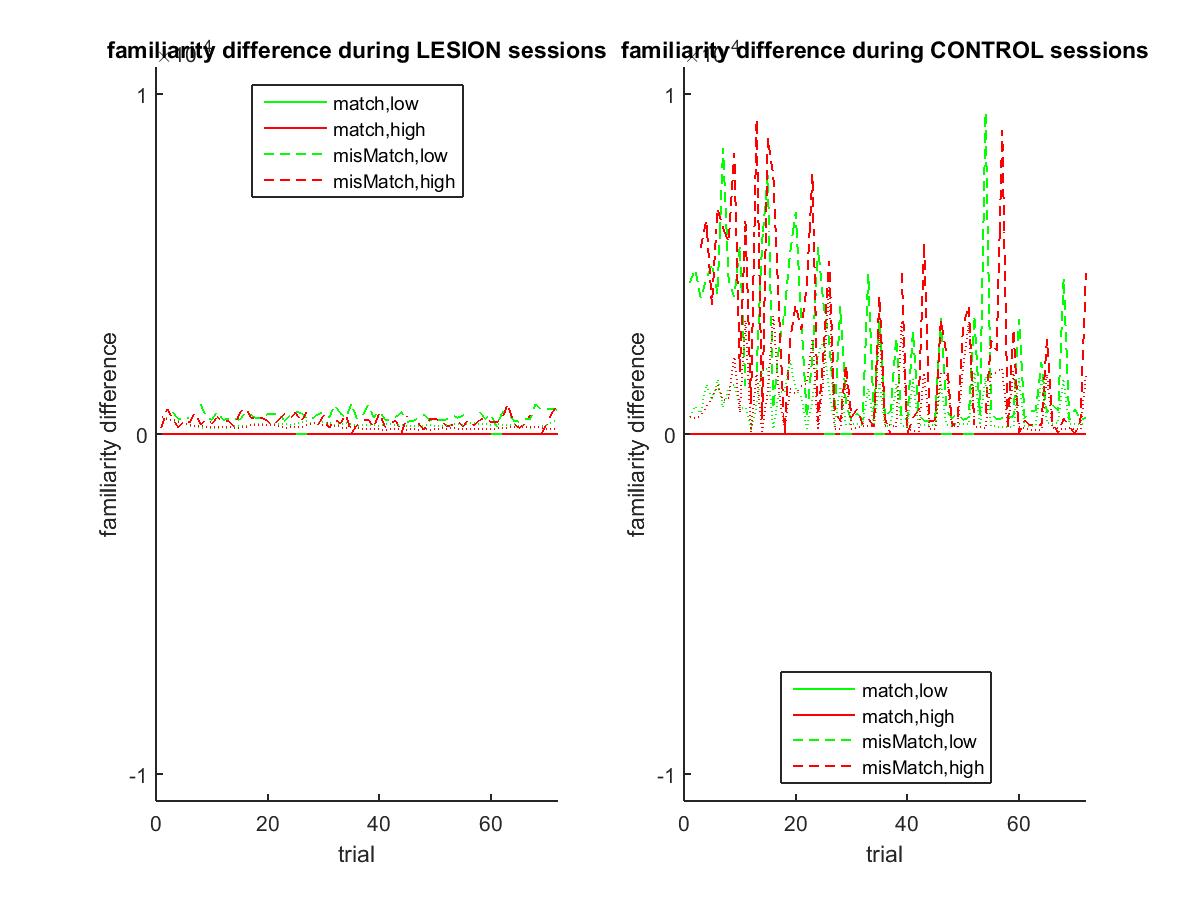 familiarity difference during LESION sessions
1
0
-1
familiarity difference
match,low
match,high
misMatch,low
misMatch,high
0 20 40 60
trial
familiarity difference during CONTROL sessions
1
0
-1
familiarity difference
match,low
match,high
misMatch,low
misMatch,high
0 20 40 60
trial